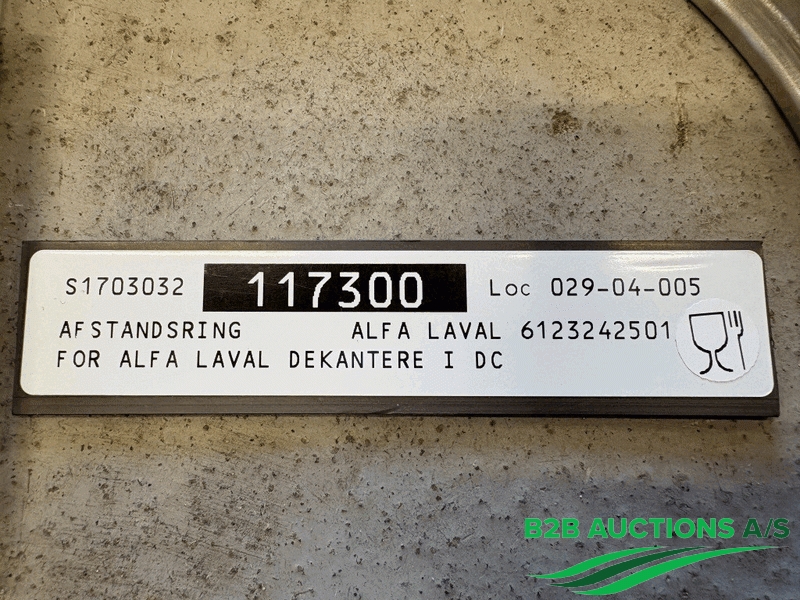 S1703032 117300 Loc 029-04-005
AFSTANDSRING ALFA LAVAL 6123242501
FOR ALFA LAVAL DEKANTERE I DC
B2B AUCTIONS A/S